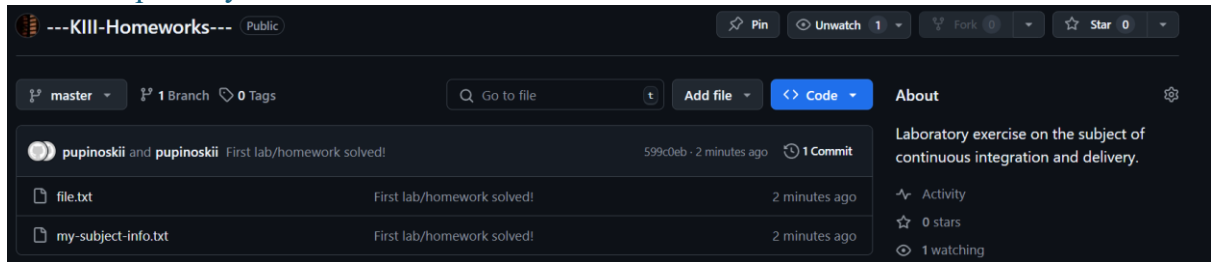 ---KIII-Homeworks--- Public
Pin
Unwatch 1
Fork 0
Star 0
master
1 Branch
0 Tags
Go to file
t
Add file
Code
About
pupinoskii and pupinoskii First lab/homework solved!
599c0eb · 2 minutes ago
1 Commit
Laboratory exercise on the subject of
continuous integration and delivery.
file.txt First lab/homework solved! 2 minutes ago
Activity
0 stars
my-subject-info.txt First lab/homework solved! 2 minutes ago
1 watching